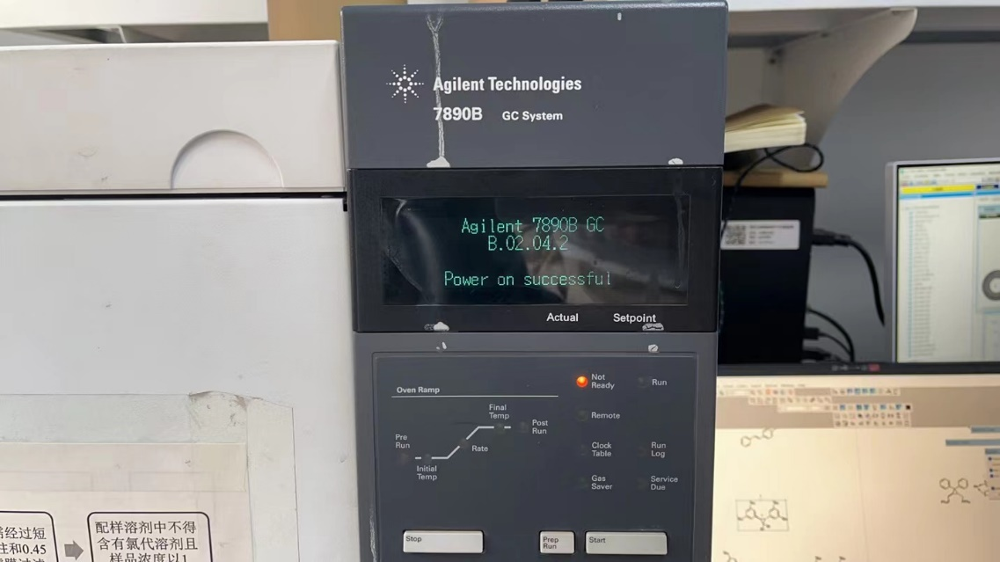 Agilent Technologies
7890B GC System
Agilent 7890B GC
B.02.04.2
Power on successful
Actual Setpoint
Oven Ramp
Pre
Run
Initial
Temp
Rate
Final
Temp
Post
Run
Not
Ready
Run
Remote
Clock
Table
Run
Log
Gas
Saver
Service
Due
Stop
Prep
Run
Start
经过短
柱和0.45
配样溶剂中不得
含有氯代溶剂且
样品浓度以1